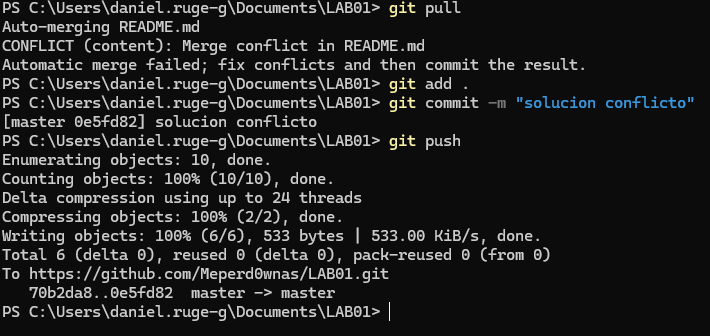 PS C:\Users\daniel.ruge-g\Documents\LAB01> git pull
Auto-merging README.md
CONFLICT (content): Merge conflict in README.md
Automatic merge failed; fix conflicts and then commit the result.
PS C:\Users\daniel.ruge-g\Documents\LAB01> git add .
PS C:\Users\daniel.ruge-g\Documents\LAB01> git commit -m "solucion conflicto"
[master 0e5fd82] solucion conflicto
PS C:\Users\daniel.ruge-g\Documents\LAB01> git push
Enumerating objects: 10, done.
Counting objects: 100% (10/10), done.
Delta compression using up to 24 threads
Compressing objects: 100% (2/2), done.
Writing objects: 100% (6/6), 533 bytes | 533.00 KiB/s, done.
Total 6 (delta 0), reused 0 (delta 0), pack-reused 0 (from 0)
To https://github.com/Meperd0wnas/LAB01.git
   70b2da8..0e5fd82  master -> master
PS C:\Users\daniel.ruge-g\Documents\LAB01>